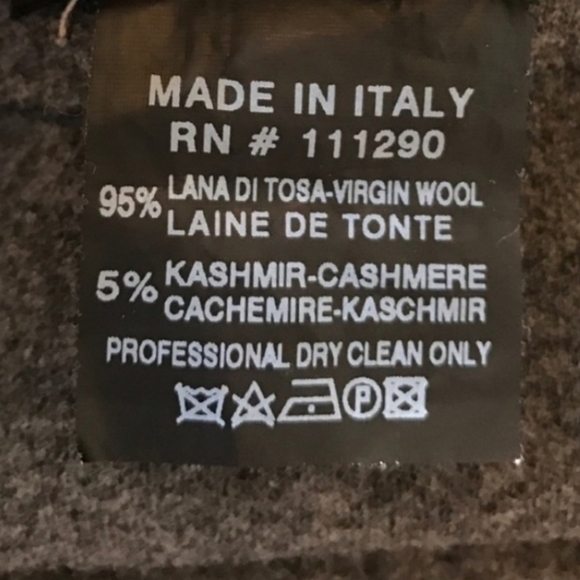 MADE IN ITALY
RN # 111290
95% LANA DI TOSA-VIRGIN WOOL
LAINE DE TONTE
5% KASHMIR-CASHMERE
CACHEMIRE-KASCHMIR
PROFESSIONAL DRY CLEAN ONLY
P